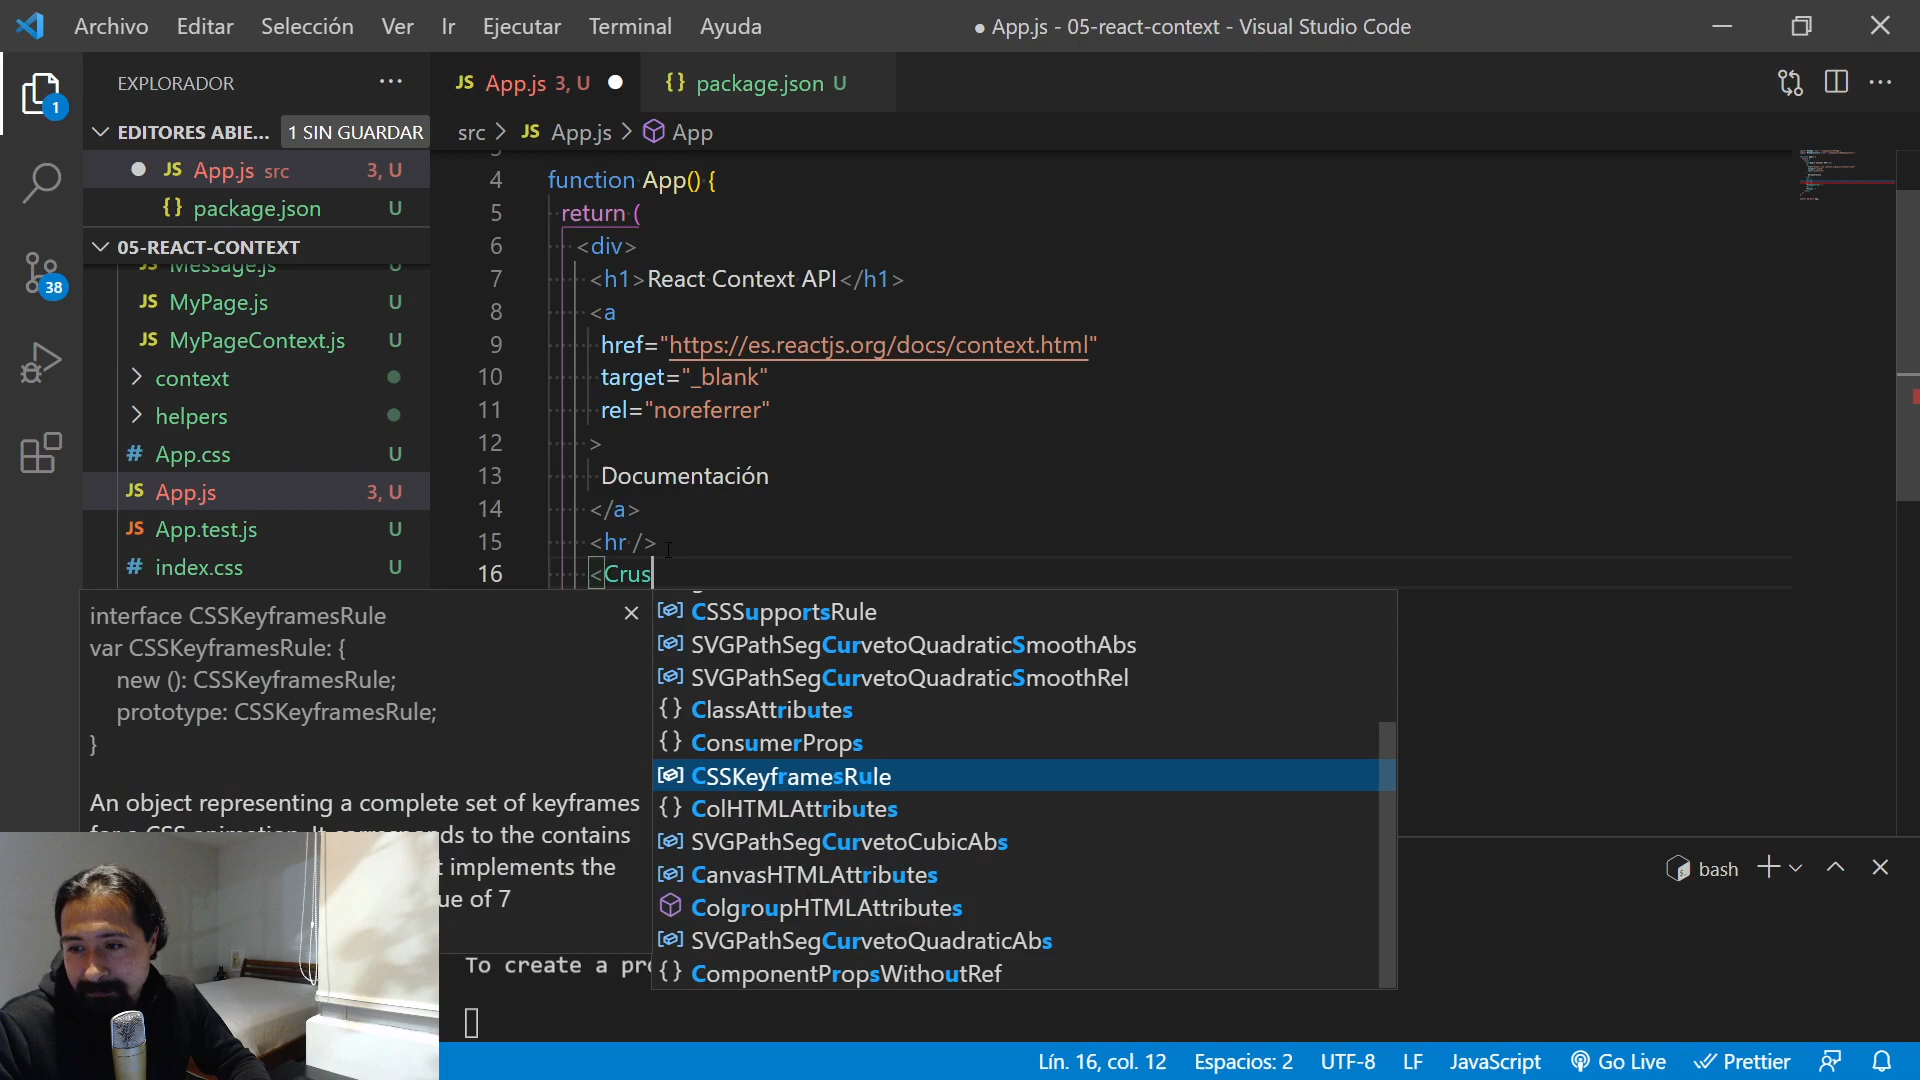 Archivo Editar Selección Ver Ir Ejecutar Terminal Ayuda
● App.js - 05-react-context - Visual Studio Code
EXPLORADOR ...
1
EDITORES ABIE... 1 SIN GUARDAR
JS App.js src 3, U
{} package.json U
05-REACT-CONTEXT
JS Message.js U
JS MyPage.js U
JS MyPageContext.js U
38
context
helpers
# App.css U
JS App.js 3, U
JS App.test.js U
# index.css U
JS App.js 3, U
{} package.json U
src > JS App.js > App
3
4 function App() {
5 return (
6 <div>
7 <h1>React Context API</h1>
8 <a
9 href="https://es.reactjs.org/docs/context.html"
10 target="_blank"
11 rel="noreferrer"
12 >
13 Documentación
14 </a>
15 <hr />
16 <Crus
interface CSSKeyframesRule
var CSSKeyframesRule: {
new (): CSSKeyframesRule;
prototype: CSSKeyframesRule;
}
An object representing a complete set of keyframes
for a CSS animation. It corresponds to the contains
implements the
ue of 7
CSSSupportsRule
SVGPathSegCurvetoQuadraticSmoothAbs
SVGPathSegCurvetoQuadraticSmoothRel
{} ClassAttributes
{} ConsumerProps
CSSKeyframesRule
{} ColHTMLAttributes
SVGPathSegCurvetoCubicAbs
CanvasHTMLAttributes
ColgroupHTMLAttributes
SVGPathSegCurvetoQuadraticAbs
{} ComponentPropsWithoutRef
bash
To create a pr
Lín. 16, col. 12 Espacios: 2 UTF-8 LF JavaScript Go Live Prettier